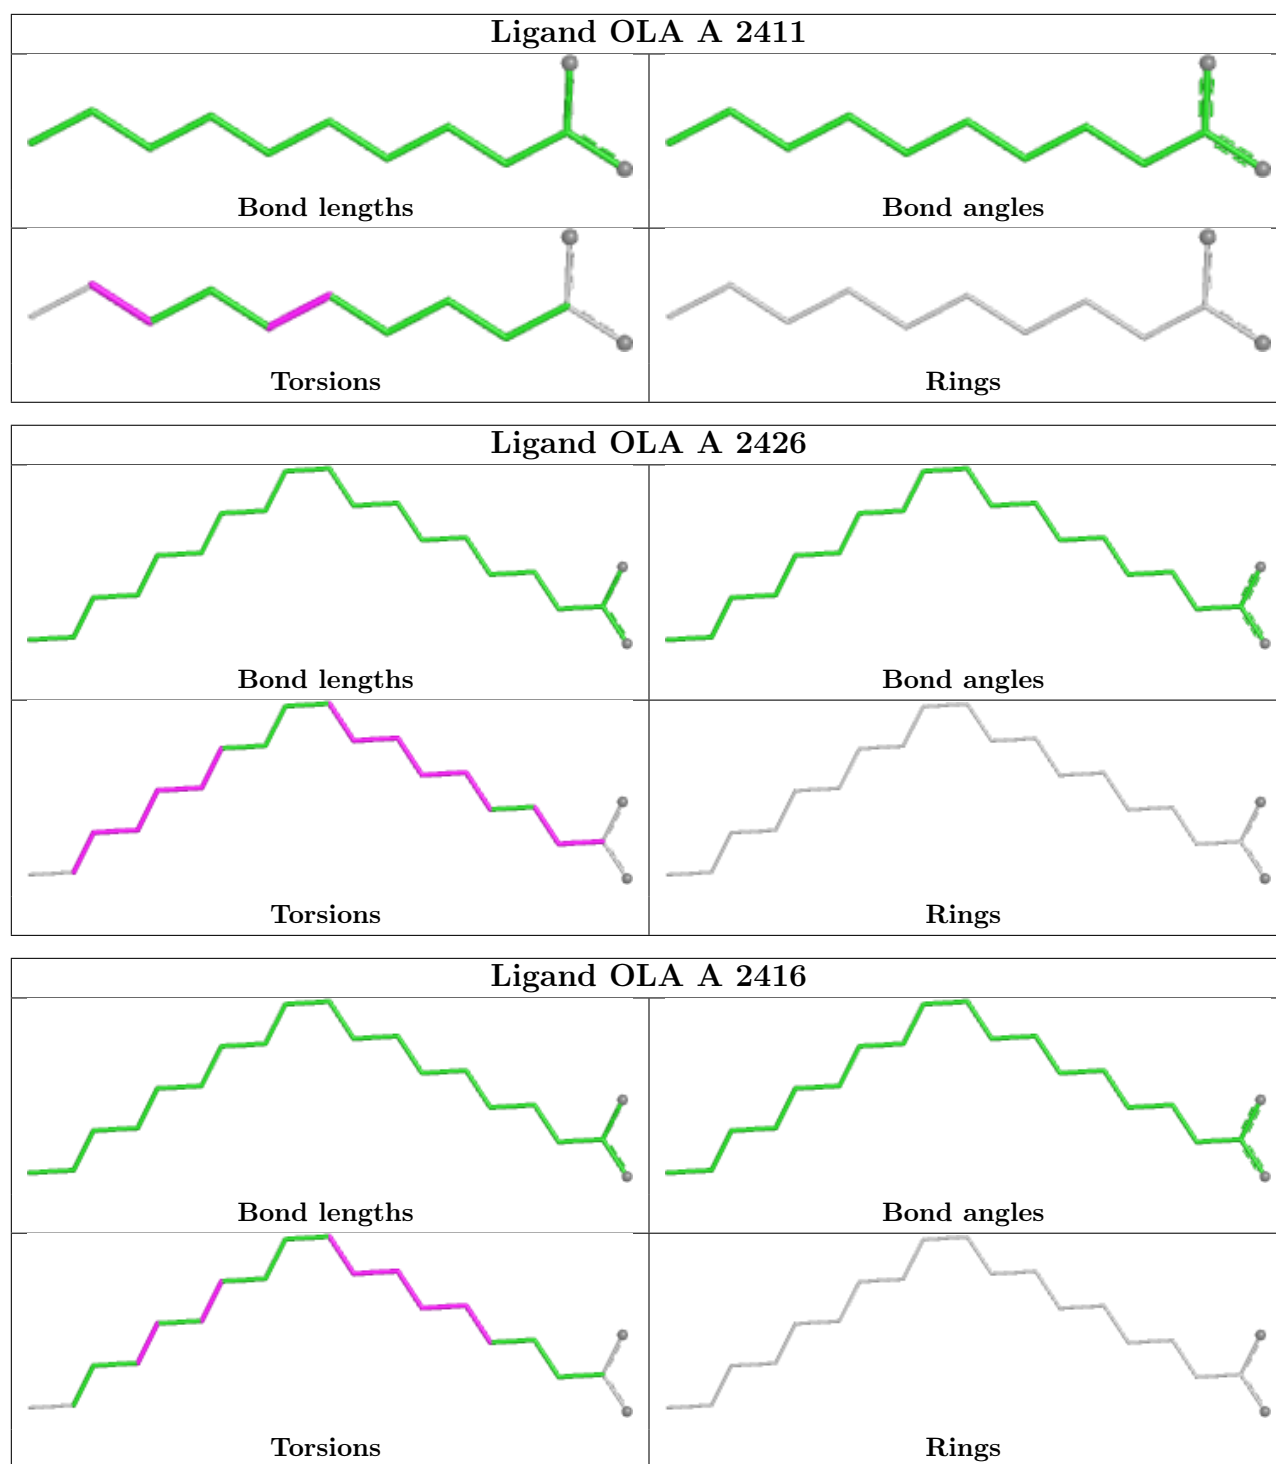 Ligand OLA A 2411
Bond lengths
Bond angles
Torsions
Rings
Ligand OLA A 2426
Bond lengths
Bond angles
Torsions
Rings
Ligand OLA A 2416
Bond lengths
Bond angles
Torsions
Rings